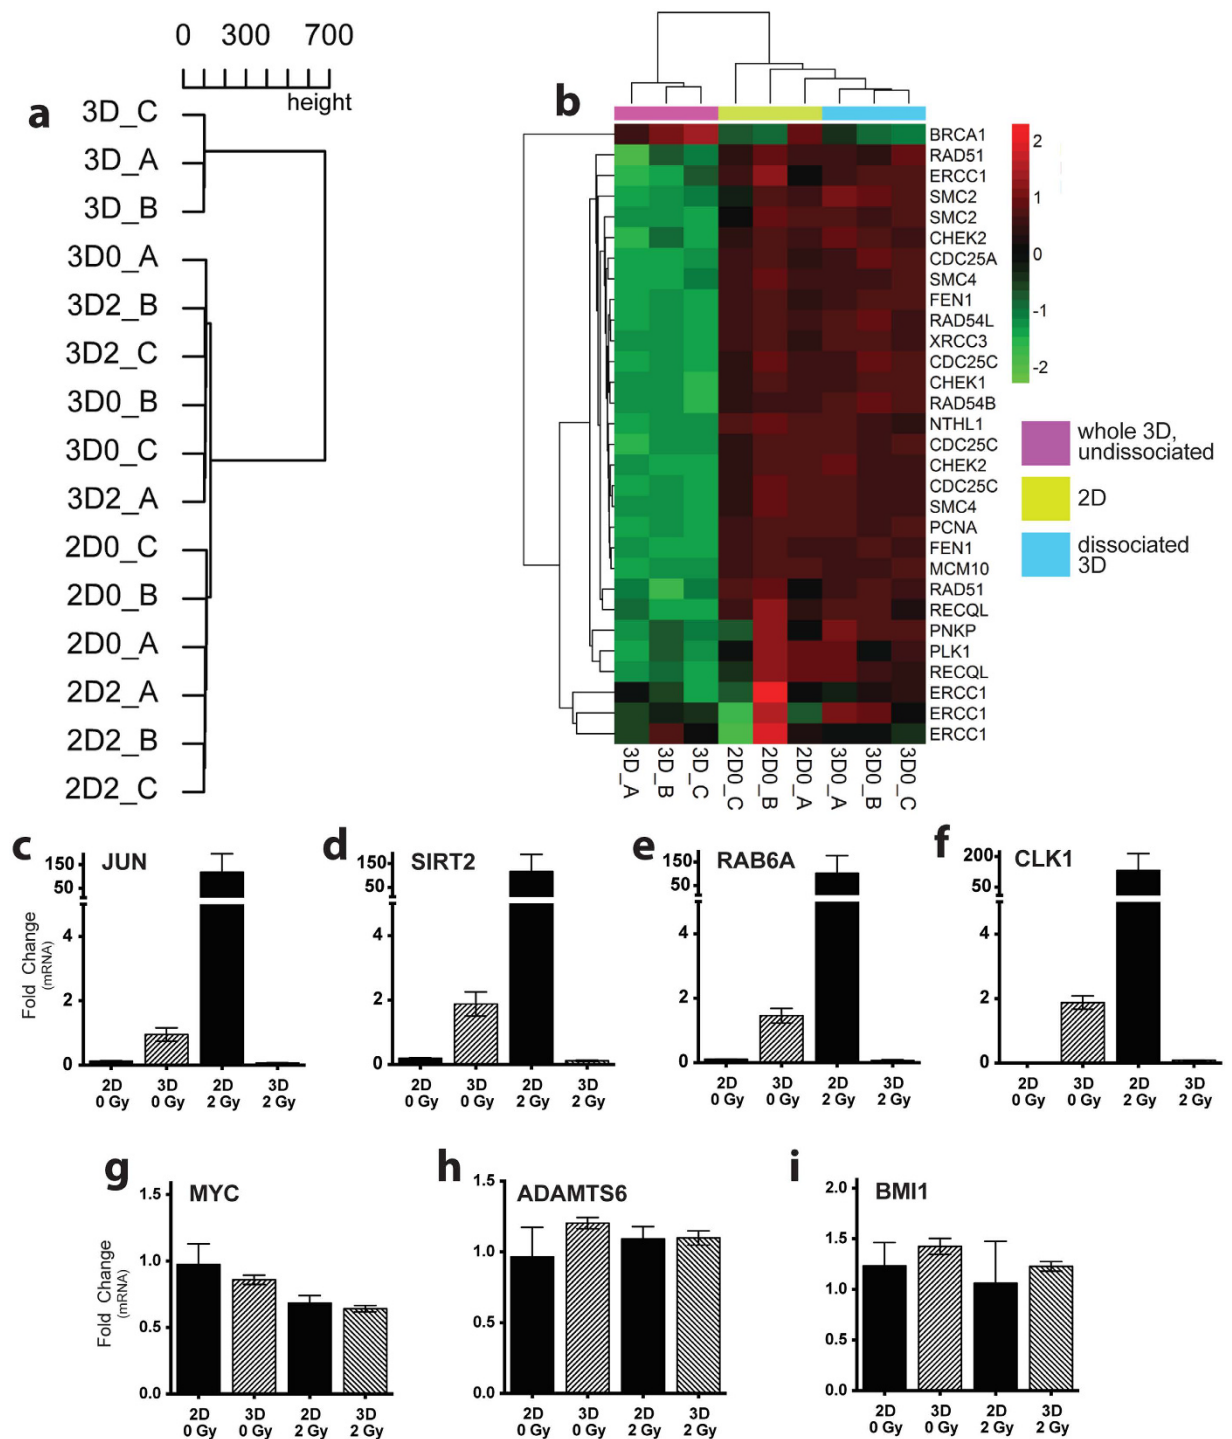 a
0 300 700
height
3D_C
3D_A
3D_B
3D0_A
3D2_B
3D2_C
3D0_B
3D0_C
3D2_A
2D0_C
2D0_B
2D0_A
2D2_A
2D2_B
2D2_C
b
BRCA1
RAD51
ERCC1
SMC2
SMC2
CHEK2
CDC25A
SMC4
FEN1
RAD54L
XRCC3
CDC25C
CHEK1
RAD54B
NTHL1
CDC25C
CHEK2
CDC25C
SMC4
PCNA
FEN1
MCM10
RAD51
RECQL
PNKP
PLK1
RECQL
ERCC1
ERCC1
ERCC1
3D_A
3D_B
3D_C
2D0_C
2D0_B
2D0_A
3D0_A
3D0_B
3D0_C
2
1
0
-1
-2
whole 3D,
undissociated
2D
dissociated
3D
c
JUN
Fold Change
(mRNA)
150
50
4
2
0
2D 3D 2D 3D
0 Gy 0 Gy 2 Gy 2 Gy
d
SIRT2
150
50
4
2
0
2D 3D 2D 3D
0 Gy 0 Gy 2 Gy 2 Gy
e
RAB6A
150
50
4
2
0
2D 3D 2D 3D
0 Gy 0 Gy 2 Gy 2 Gy
f
CLK1
200
50
4
2
0
2D 3D 2D 3D
0 Gy 0 Gy 2 Gy 2 Gy
g
MYC
Fold Change
(mRNA)
1.5
1.0
0.5
0.0
2D 3D 2D 3D
0 Gy 0 Gy 2 Gy 2 Gy
h
ADAMTS6
1.5
1.0
0.5
0.0
2D 3D 2D 3D
0 Gy 0 Gy 2 Gy 2 Gy
i
BMI1
2.0
1.5
1.0
0.5
0.0
2D 3D 2D 3D
0 Gy 0 Gy 2 Gy 2 Gy